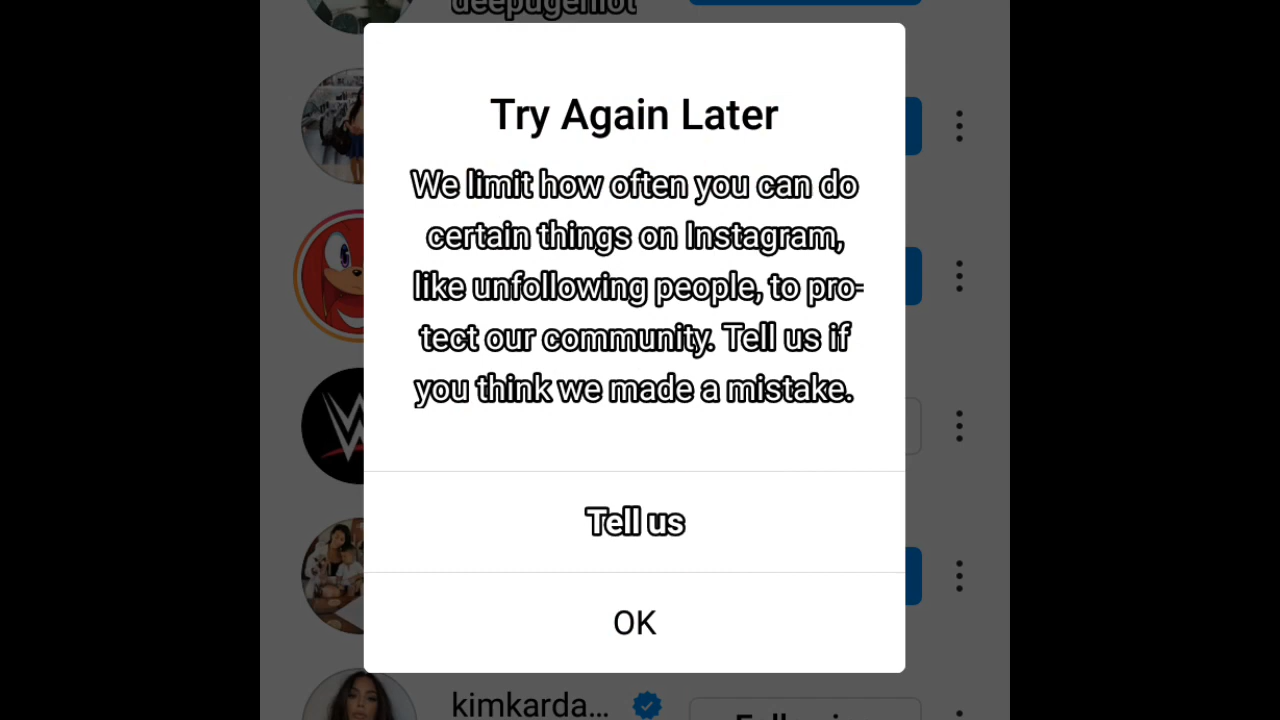 deepdgehlot
Try Again Later
We limit how often you can do
certain things on Instagram,
like unfollowing people, to pro-
tect our community. Tell us if
you think we made a mistake.
Tell us
OK
kimkarda...